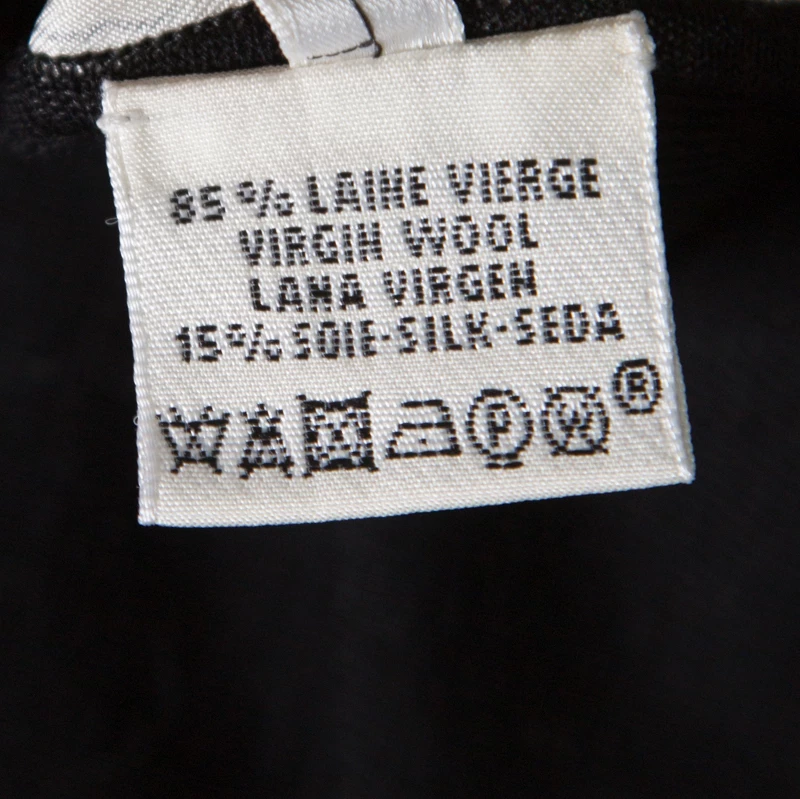 85% LAINE VIERGE
VIRGIN WOOL
LANA VIRGEN
15% SOIE-SILK-SEDA
P W ®